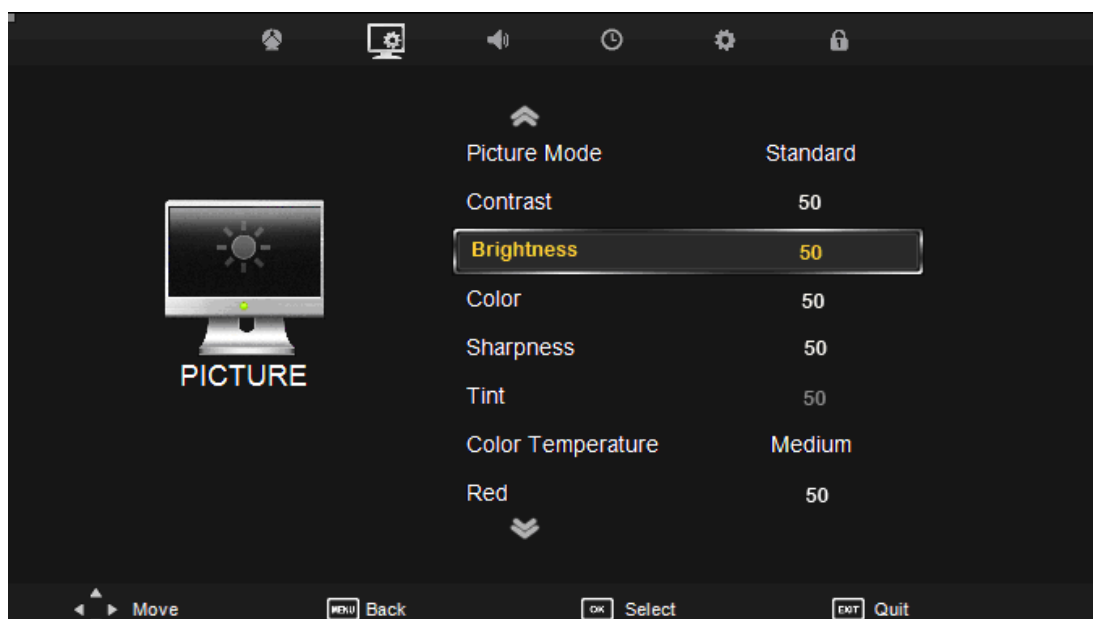 Picture Mode Standard
Contrast 50
Brightness 50
Color 50
Sharpness 50
Tint 50
Color Temperature Medium
Red 50
PICTURE
Move MENU Back OK Select EXIT Quit